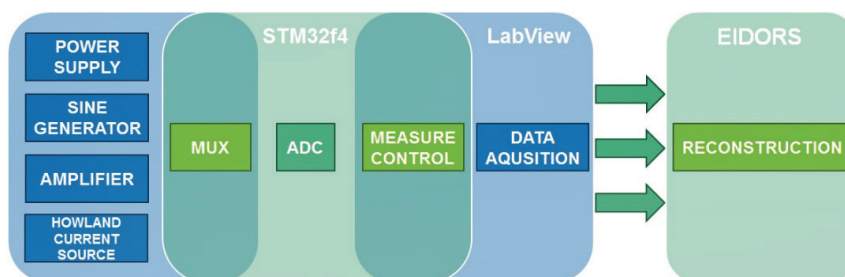 STM32f4
LabView
EIDORS
POWER
SUPPLY
SINE
GENERATOR
AMPLIFIER
HOWLAND
CURRENT
SOURCE
MUX
ADC
MEASURE
CONTROL
DATA
AQUSITION
RECONSTRUCTION